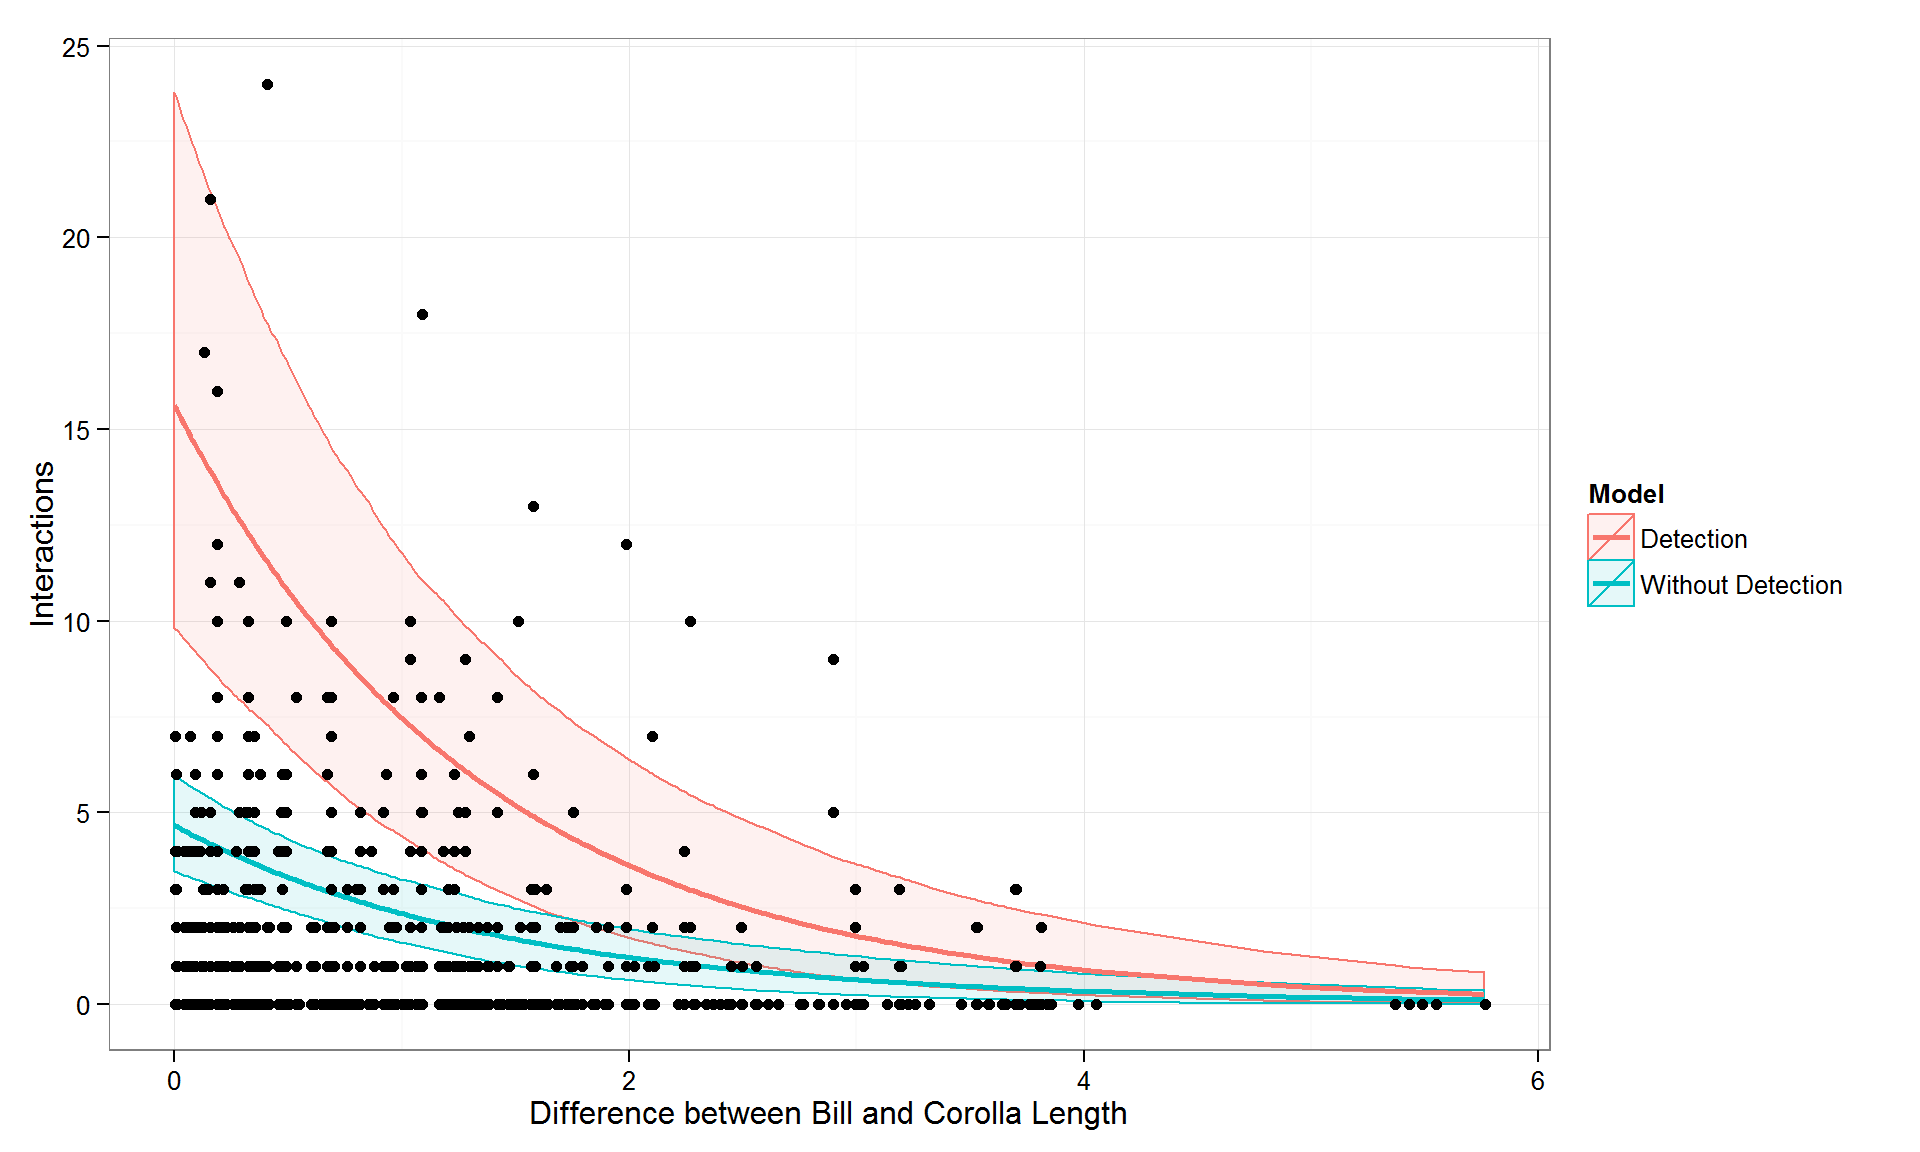 25
20
15
10
5
0
0
2
4
6
Interactions
Difference between Bill and Corolla Length
Model
Detection
Without Detection